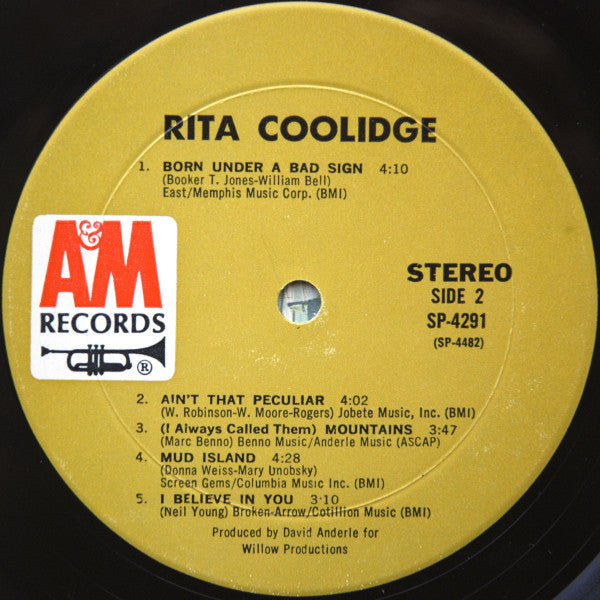 RITA COOLIDGE
1. BORN UNDER A BAD SIGN 4:10
(Booker T. Jones-William Bell)
East/Memphis Music Corp. (BMI)
A&M
RECORDS
®
STEREO
SIDE 2
SP-4291
(SP-4482)
2. AIN'T THAT PECULIAR 4:02
(W. Robinson-W. Moore-Rogers) Jobete Music, Inc. (BMI)
3. (I Always Called Them) MOUNTAINS 3:47
(Marc Benno) Benno Music/Anderle Music (ASCAP)
4. MUD ISLAND 4:28
(Donna Weiss-Mary Unobsky)
Screen Gems/Columbia Music Inc. (BMI)
5. I BELIEVE IN YOU 3:10
(Neil Young) Broken Arrow/Cotillion Music (BMI)
Produced by David Anderle for
Willow Productions